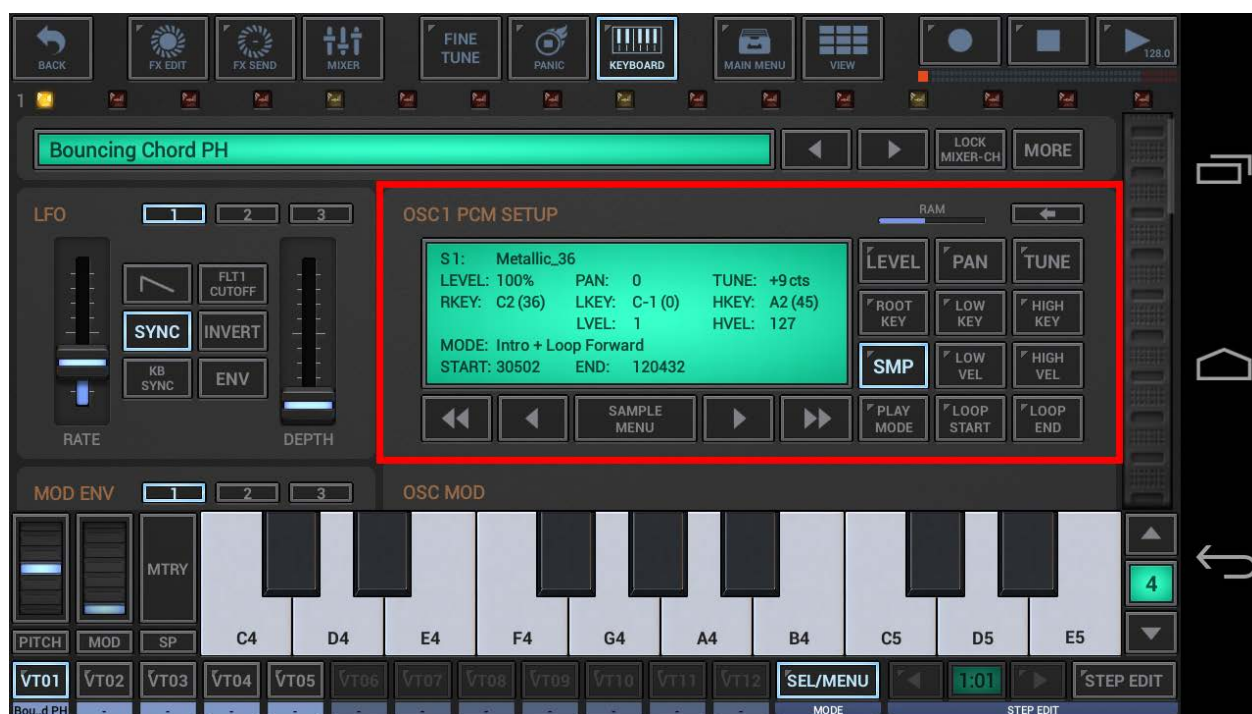 BACK
FX EDIT
FX SEND
MIXER
FINE
TUNE
PANIC
KEYBOARD
MAIN MENU
VIEW
128.0
1
Bouncing Chord PH
LOCK
MIXER-CH
MORE
LFO
1 2 3
FLT1
CUTOFF
SYNC
INVERT
KB
SYNC
ENV
RATE
DEPTH
OSC1 PCM SETUP
RAM
S1: Metallic_36
LEVEL: 100% PAN: 0 TUNE: +9 cts
RKEY: C2 (36) LKEY: C-1 (0) HKEY: A2 (45)
LVEL: 1 HVEL: 127
MODE: Intro + Loop Forward
START: 30502 END: 120432
SAMPLE
MENU
LEVEL
PAN
TUNE
ROOT
KEY
LOW
KEY
HIGH
KEY
SMP
LOW
VEL
HIGH
VEL
PLAY
MODE
LOOP
START
LOOP
END
MOD ENV
1 2 3
OSC MOD
MTRY
PITCH
MOD
SP
C4 D4 E4 F4 G4 A4 B4 C5 D5 E5
4
VT01 VT02 VT03 VT04 VT05 VT06 VT07 VT08 VT09 VT10 VT11 VT12
SEL/MENU
1:01
STEP EDIT
Bou..d PH - - - - - - - - - - -
MODE
STEP EDIT